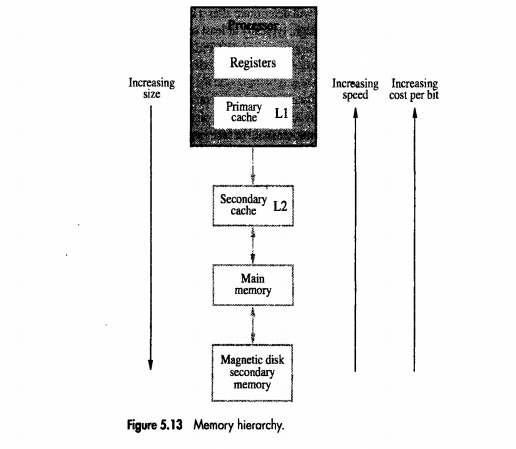 Processor
Registers
Primary
cache L1
Increasing
size
Increasing
speed
Increasing
cost per bit
Secondary
cache L2
Main
memory
Magnetic disk
secondary
memory
Figure 5.13 Memory hierarchy.